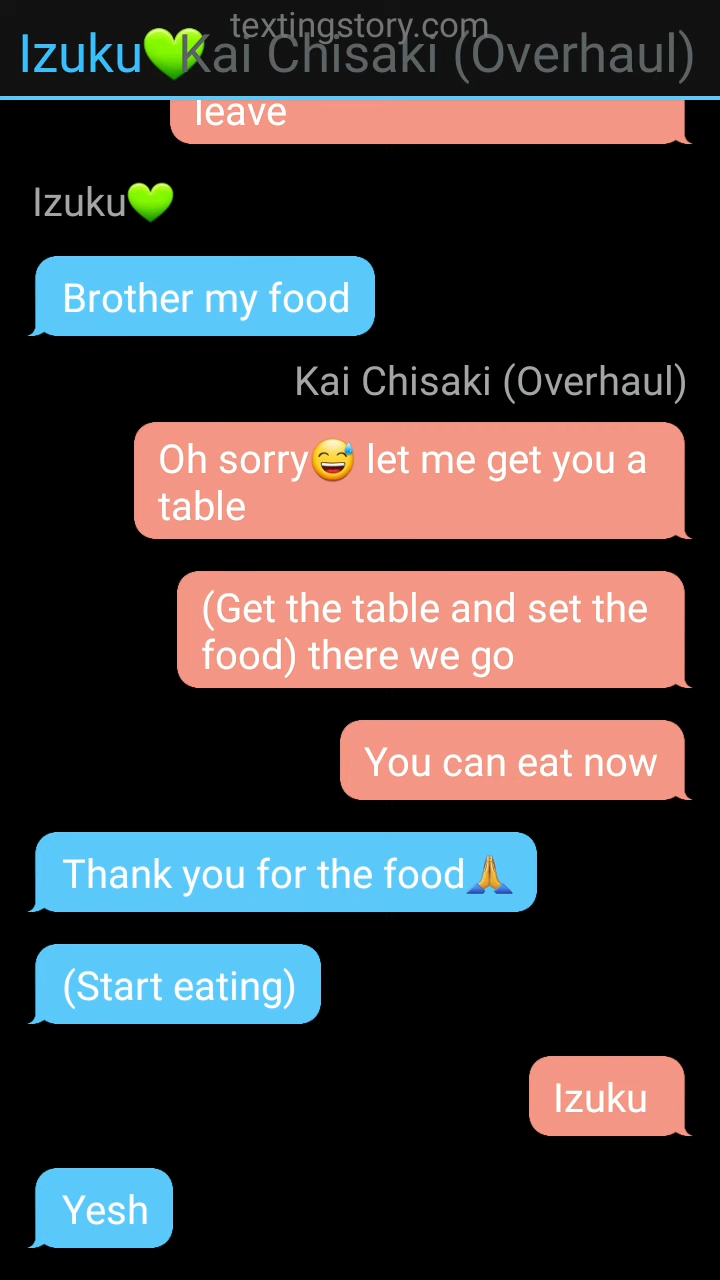 textingstory.com
Izuku💚 Kai Chisaki (Overhaul)
leave
Izuku💚
Brother my food
Kai Chisaki (Overhaul)
Oh sorry😅 let me get you a
table
(Get the table and set the
food) there we go
You can eat now
Thank you for the food🙏
(Start eating)
Izuku
Yesh